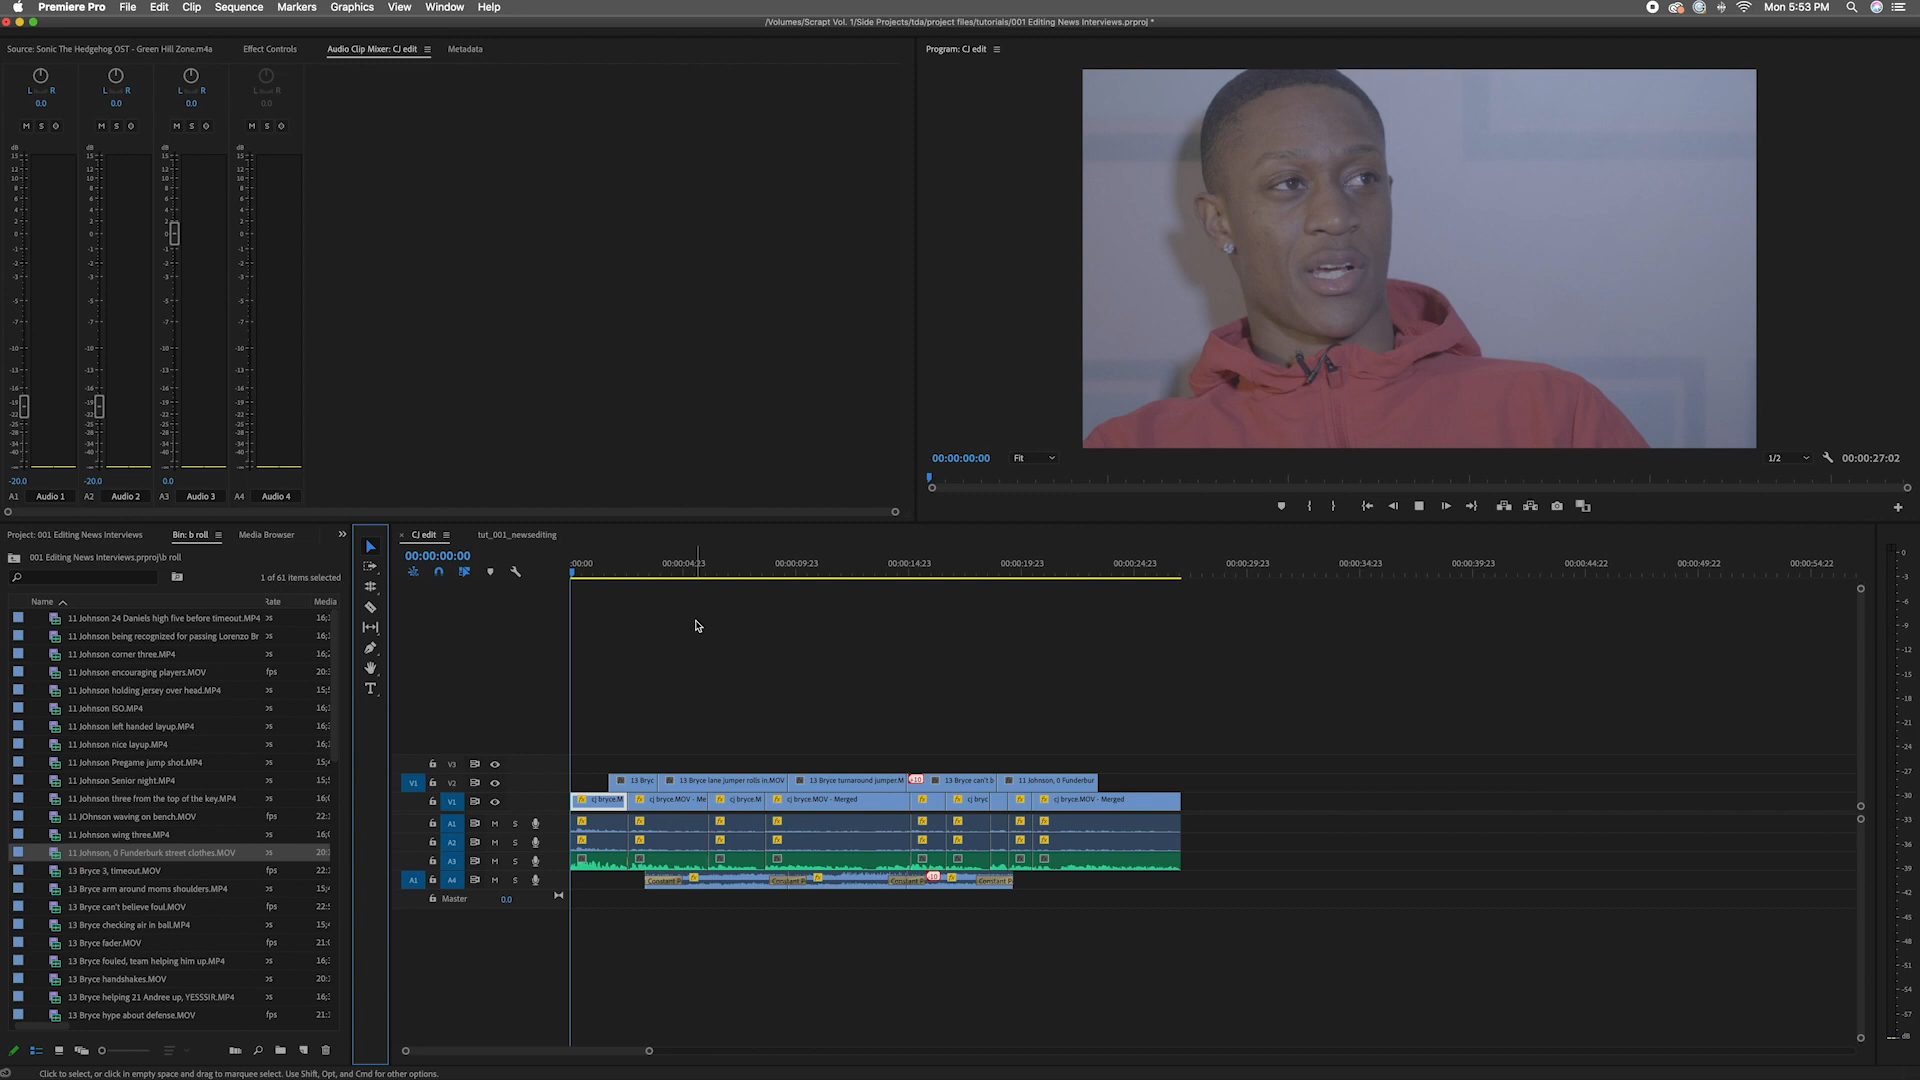 Premiere Pro File Edit Clip Sequence Markers Graphics View Window Help Mon 5:53 PM
/Volumes/Scrapt Vol. 1/Side Projects/tda/project files/tutorials/001 Editing News Interviews.prproj *
Source: Sonic The Hedgehog OST - Green Hill Zone.m4a Effect Controls Audio Clip Mixer: CJ edit Metadata Program: CJ edit
L R L R L R L R
0.0 0.0 0.0 0.0
M S M S M S M S
dB dB dB dB
-20.0 -20.0 0.0
A1 Audio 1 A2 Audio 2 A3 Audio 3 A4 Audio 4
00:00:00:00 Fit 1/2 00:00:27:02
Project: 001 Editing News Interviews Bin: b roll Media Browser
001 Editing News Interviews.prproj\b roll
1 of 61 items selected
Name Rate Media
11 Johnson 24 Daniels high five before timeout.MP4
11 Johnson being recognized for passing Lorenzo Br
11 Johnson corner three.MP4
11 Johnson encouraging players.MOV fps
11 Johnson holding jersey over head.MP4
11 Johnson ISO.MP4
11 Johnson left handed layup.MP4
11 Johnson nice layup.MP4
11 Johnson Pregame jump shot.MP4
11 Johnson Senior night.MP4
11 Johnson three from the top of the key.MP4
11 JOhnson waving on bench.MOV fps
11 Johnson wing three.MP4
11 Johnson, 0 Funderburk street clothes.MOV
13 Bryce 3, timeout.MOV fps
13 Bryce arm around moms shoulders.MP4
13 Bryce can't believe foul.MOV fps
13 Bryce checking air in ball.MP4
13 Bryce fader.MOV fps
13 Bryce fouled, team helping him up.MP4
13 Bryce handshakes.MOV fps
13 Bryce helping 21 Andree up, YESSSIR.MP4
13 Bryce hype about defense.MOV fps
CJ edit tut_001_newsediting
00:00:00:00
:00:00 00:00:04:23 00:00:09:23 00:00:14:23 00:00:19:23 00:00:24:23 00:00:29:23 00:00:34:23 00:00:39:23 00:00:44:22 00:00:49:22 00:00:54:22
V3
V1 V2 13 Bryc 13 Bryce lane jumper rolls in.MOV 13 Bryce turnaround jumper.M 13 Bryce can't b 11 Johnson, 0 Funderbur
V1 cj bryce.M cj bryce.MOV - Me cj bryce.M cj bryce.MOV - Merged cj bryc cj bryce.MOV - Merged
A1 M S
A2 M S
A3 M S
A1 A4 M S Constant P Constant P Constant P Constant P
Master 0.0
Click to select, or click in empty space and drag to marquee select. Use Shift, Opt, and Cmd for other options.